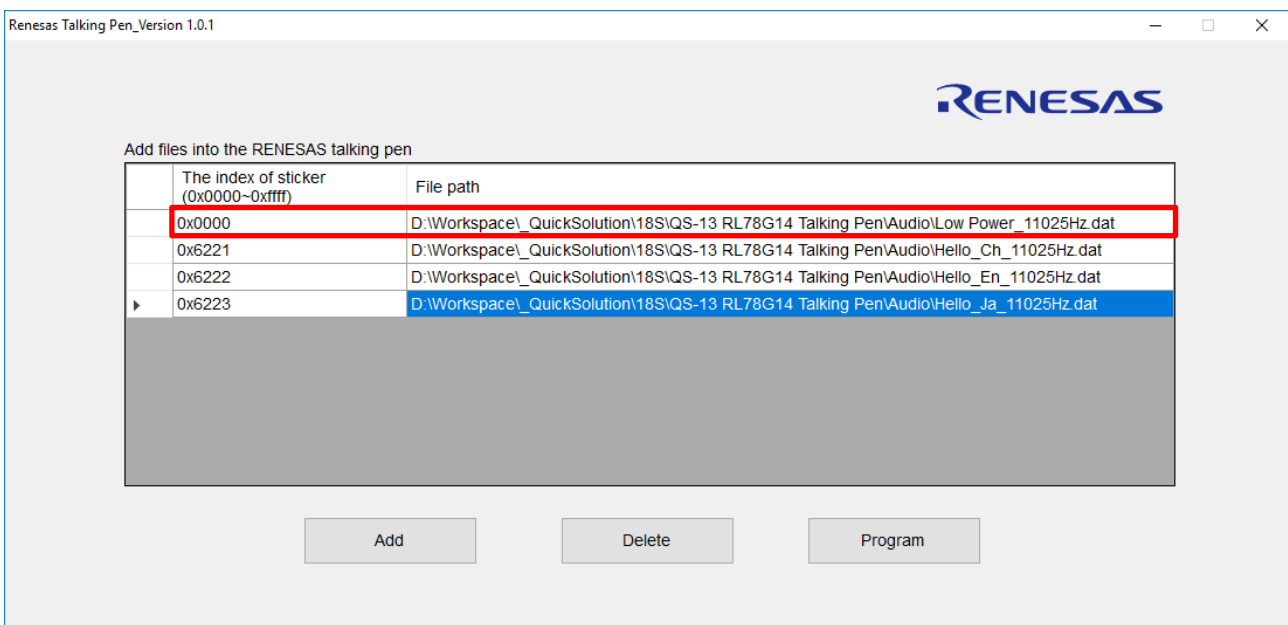 Renesas Talking Pen_Version 1.0.1
RENESAS
Add files into the RENESAS talking pen
The index of sticker
(0x0000~0xffff)
File path
0x0000 D:\Workspace\_QuickSolution\18S\QS-13 RL78G14 Talking Pen\Audio\Low Power_11025Hz.dat
0x6221 D:\Workspace\_QuickSolution\18S\QS-13 RL78G14 Talking Pen\Audio\Hello_Ch_11025Hz.dat
0x6222 D:\Workspace\_QuickSolution\18S\QS-13 RL78G14 Talking Pen\Audio\Hello_En_11025Hz.dat
0x6223 D:\Workspace\_QuickSolution\18S\QS-13 RL78G14 Talking Pen\Audio\Hello_Ja_11025Hz.dat
Add Delete Program